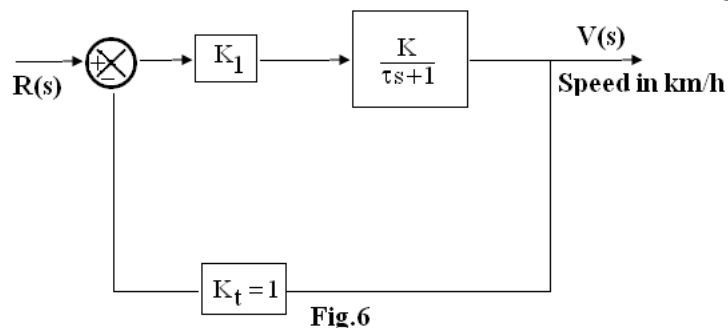 R(s)
+
−
K1
K
τs+1
V(s)
Speed in km/h
Kt = 1
Fig.6